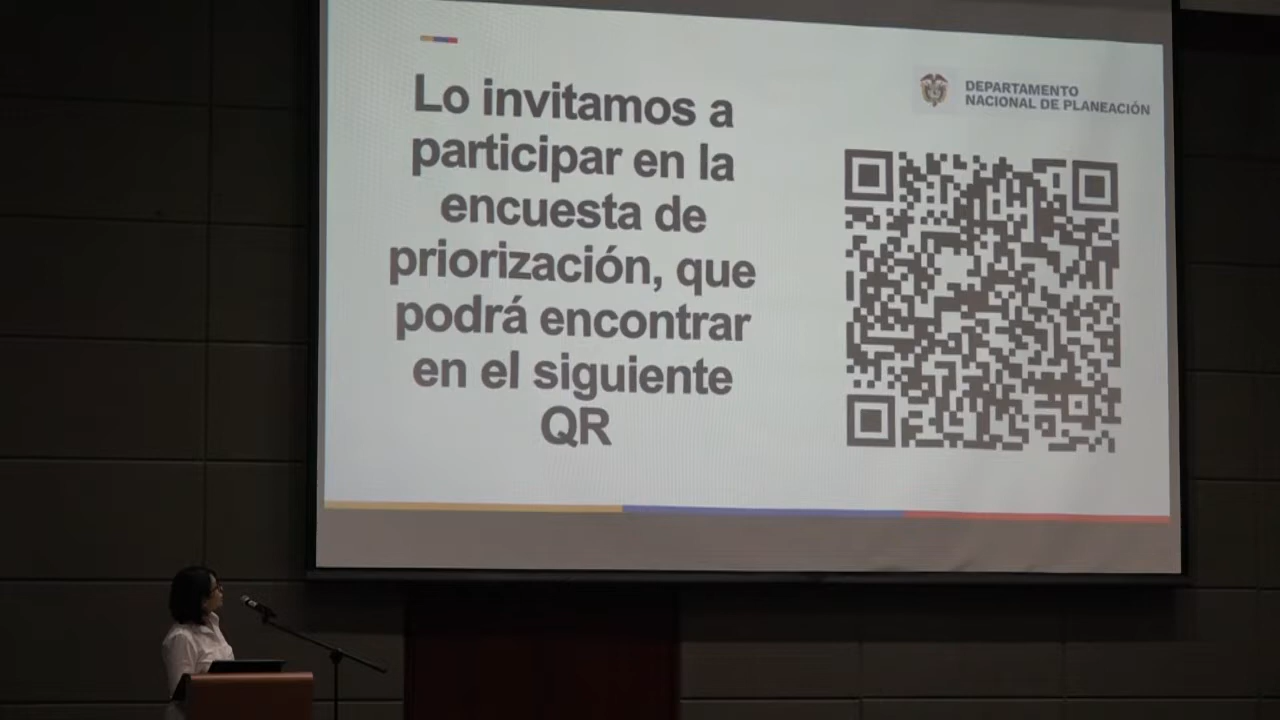 Lo invitamos a
participar en la
encuesta de
priorización, que
podrá encontrar
en el siguiente
QR
DEPARTAMENTO
NACIONAL DE PLANEACIÓN